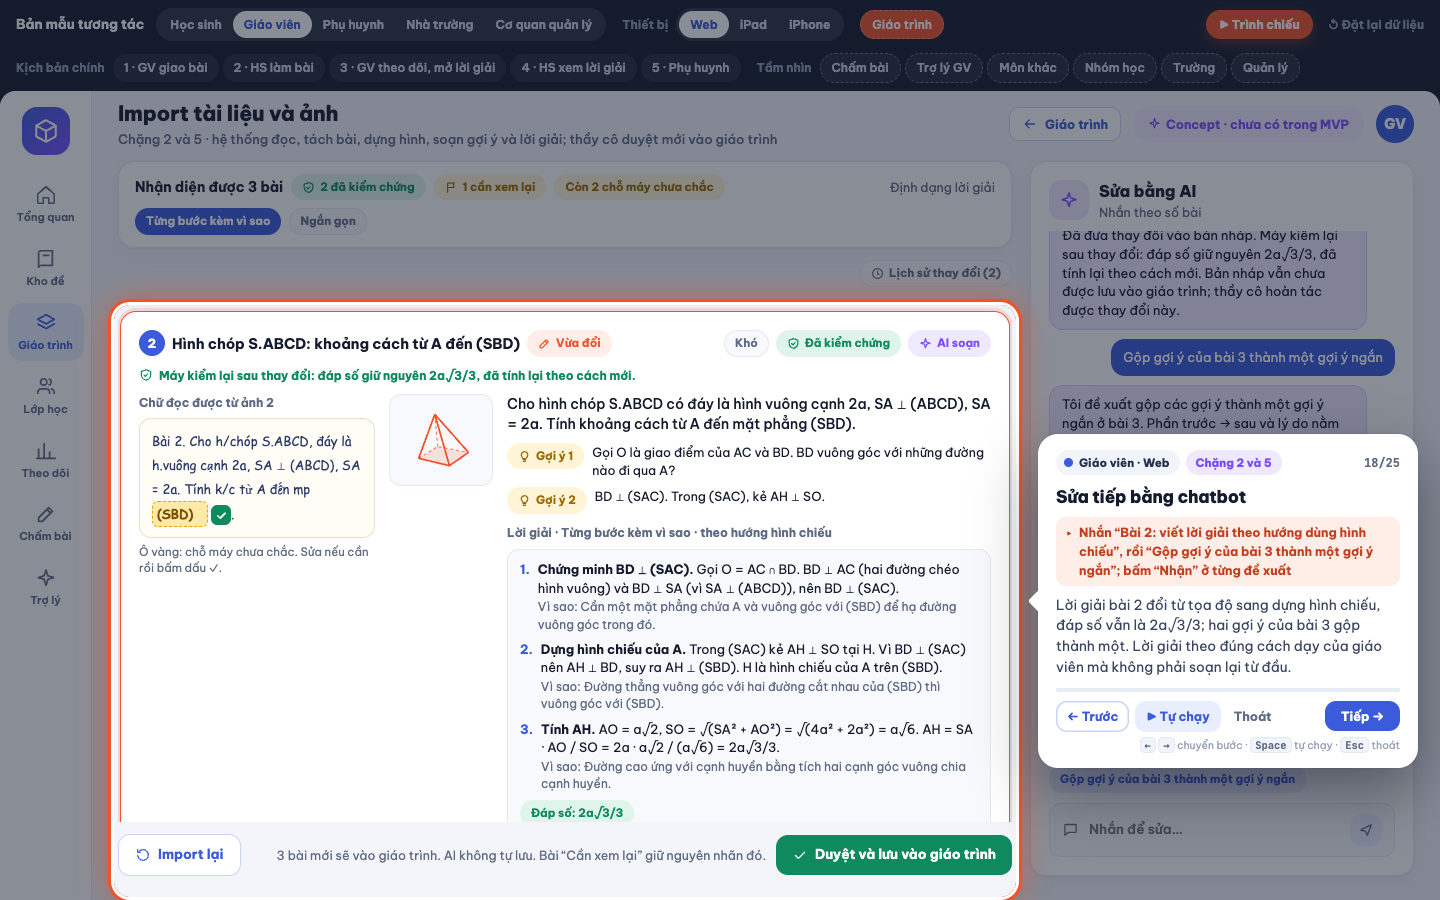 Bản mẫu tương tác
Học sinh
Giáo viên
Phụ huynh
Nhà trường
Cơ quan quản lý
Thiết bị
Web
iPad
iPhone
Giáo trình
Trình chiếu
Đặt lại dữ liệu
Kịch bản chính
1 · GV giao bài
2 · HS làm bài
3 · GV theo dõi, mở lời giải
4 · HS xem lời giải
5 · Phụ huynh
Tầm nhìn
Chấm bài
Trợ lý GV
Môn khác
Nhóm học
Trường
Quản lý
Tổng quan
Kho đề
Giáo trình
Lớp học
Theo dõi
Chấm bài
Trợ lý
Import tài liệu và ảnh
Chặng 2 và 5 · hệ thống đọc, tách bài, dựng hình, soạn gợi ý và lời giải; thầy cô duyệt mới vào giáo trình
← Giáo trình
Concept · chưa có trong MVP
GV
Nhận diện được 3 bài
2 đã kiểm chứng
1 cần xem lại
Còn 2 chỗ máy chưa chắc
Định dạng lời giải
Từng bước kèm vì sao
Ngắn gọn
Lịch sử thay đổi (2)
2 Hình chóp S.ABCD: khoảng cách từ A đến (SBD)
Vừa đổi
Khó
Đã kiểm chứng
AI soạn
Máy kiểm lại sau thay đổi: đáp số giữ nguyên 2a√3/3, đã tính lại theo cách mới.
Chữ đọc được từ ảnh 2
Bài 2. Cho h/chóp S.ABCD, đáy là
h.vuông cạnh 2a, SA ⊥ (ABCD), SA
= 2a. Tính k/c từ A đến mp
(SBD) ✓.
Ô vàng: chỗ máy chưa chắc. Sửa nếu cần
rồi bấm dấu ✓.
Cho hình chóp S.ABCD có đáy là hình vuông cạnh 2a, SA ⊥ (ABCD), SA
= 2a. Tính khoảng cách từ A đến mặt phẳng (SBD).
Gợi ý 1
Gọi O là giao điểm của AC và BD. BD vuông góc với những đường
nào đi qua A?
Gợi ý 2
BD ⊥ (SAC). Trong (SAC), kẻ AH ⊥ SO.
Lời giải · Từng bước kèm vì sao · theo hướng hình chiếu
1. Chứng minh BD ⊥ (SAC). Gọi O = AC ∩ BD. BD ⊥ AC (hai đường chéo
hình vuông) và BD ⊥ SA (vì SA ⊥ (ABCD)), nên BD ⊥ (SAC).
Vì sao: Cần một mặt phẳng chứa A và vuông góc với (SBD) để hạ đường
vuông góc trong đó.
2. Dựng hình chiếu của A. Trong (SAC) kẻ AH ⊥ SO tại H. Vì BD ⊥ (SAC)
nên AH ⊥ BD, suy ra AH ⊥ (SBD). H là hình chiếu của A trên (SBD).
Vì sao: Đường thẳng vuông góc với hai đường cắt nhau của (SBD) thì
vuông góc với (SBD).
3. Tính AH. AO = a√2, SO = √(SA² + AO²) = √(4a² + 2a²) = a√6. AH = SA
· AO / SO = 2a · a√2 / (a√6) = 2a√3/3.
Vì sao: Đường cao ứng với cạnh huyền bằng tích hai cạnh góc vuông chia
cạnh huyền.
Đáp số: 2a√3/3
Import lại
3 bài mới sẽ vào giáo trình. AI không tự lưu. Bài “Cần xem lại” giữ nguyên nhãn đó.
Duyệt và lưu vào giáo trình
Sửa bằng AI
Nhắn theo số bài
Đã đưa thay đổi vào bản nháp. Máy kiểm lại
sau thay đổi: đáp số giữ nguyên 2a√3/3, đã
tính lại theo cách mới. Bản nháp vẫn chưa
được lưu vào giáo trình; thầy cô hoàn tác
được thay đổi này.
Gộp gợi ý của bài 3 thành một gợi ý ngắn
Tôi đề xuất gộp các gợi ý thành một gợi ý
ngắn ở bài 3. Phần trước → sau và lý do nằm
Giáo viên · Web
Chặng 2 và 5
18/25
Sửa tiếp bằng chatbot
Nhắn “Bài 2: viết lời giải theo hướng dùng hình
chiếu”, rồi “Gộp gợi ý của bài 3 thành một gợi ý
ngắn”; bấm “Nhận” ở từng đề xuất
Lời giải bài 2 đổi từ tọa độ sang dựng hình chiếu,
đáp số vẫn là 2a√3/3; hai gợi ý của bài 3 gộp
thành một. Lời giải theo đúng cách dạy của giáo
viên mà không phải soạn lại từ đầu.
← Trước
Tự chạy
Thoát
Tiếp →
← → chuyển bước · Space tự chạy · Esc thoát
Gộp gợi ý của bài 3 thành một gợi ý ngắn
Nhắn để sửa...